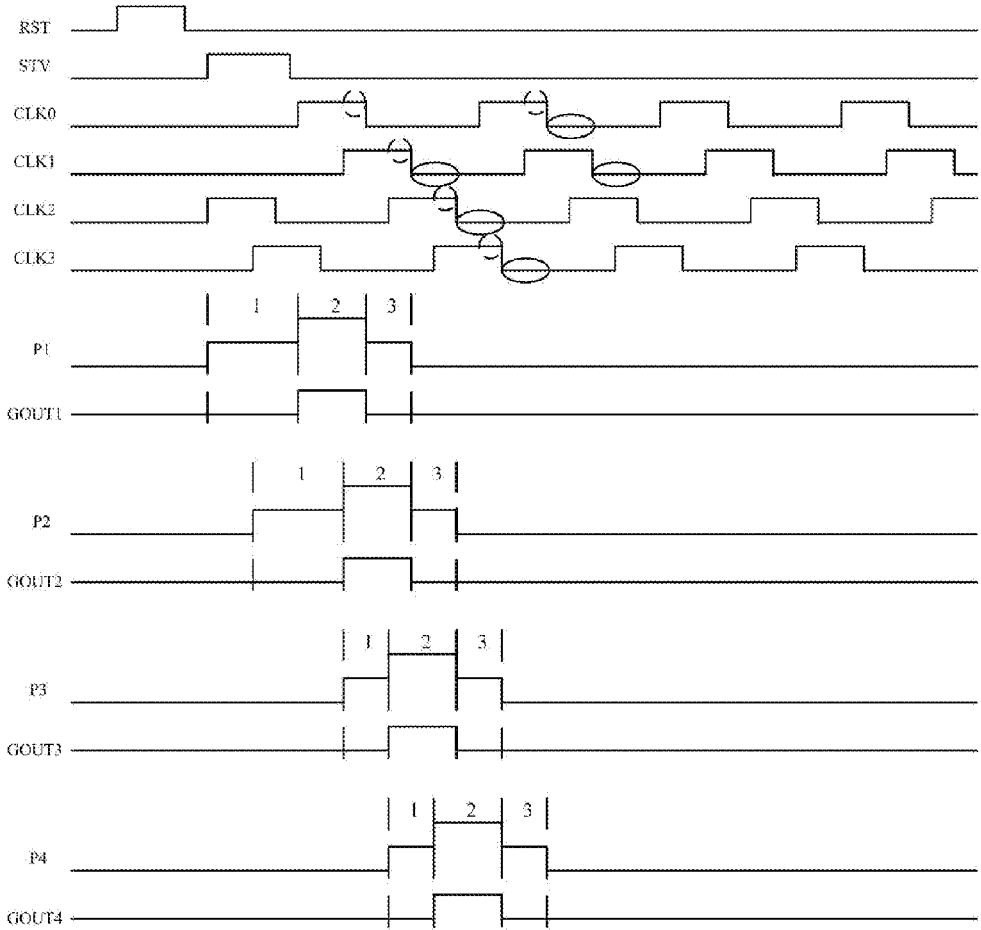 RST
STV
CLK0
CLK1
CLK2
CLK3
1 2 3
P1
GOUT1
1 2 3
P2
GOUT2
1 2 3
P3
GOUT3
1 2 3
P4
GOUT4